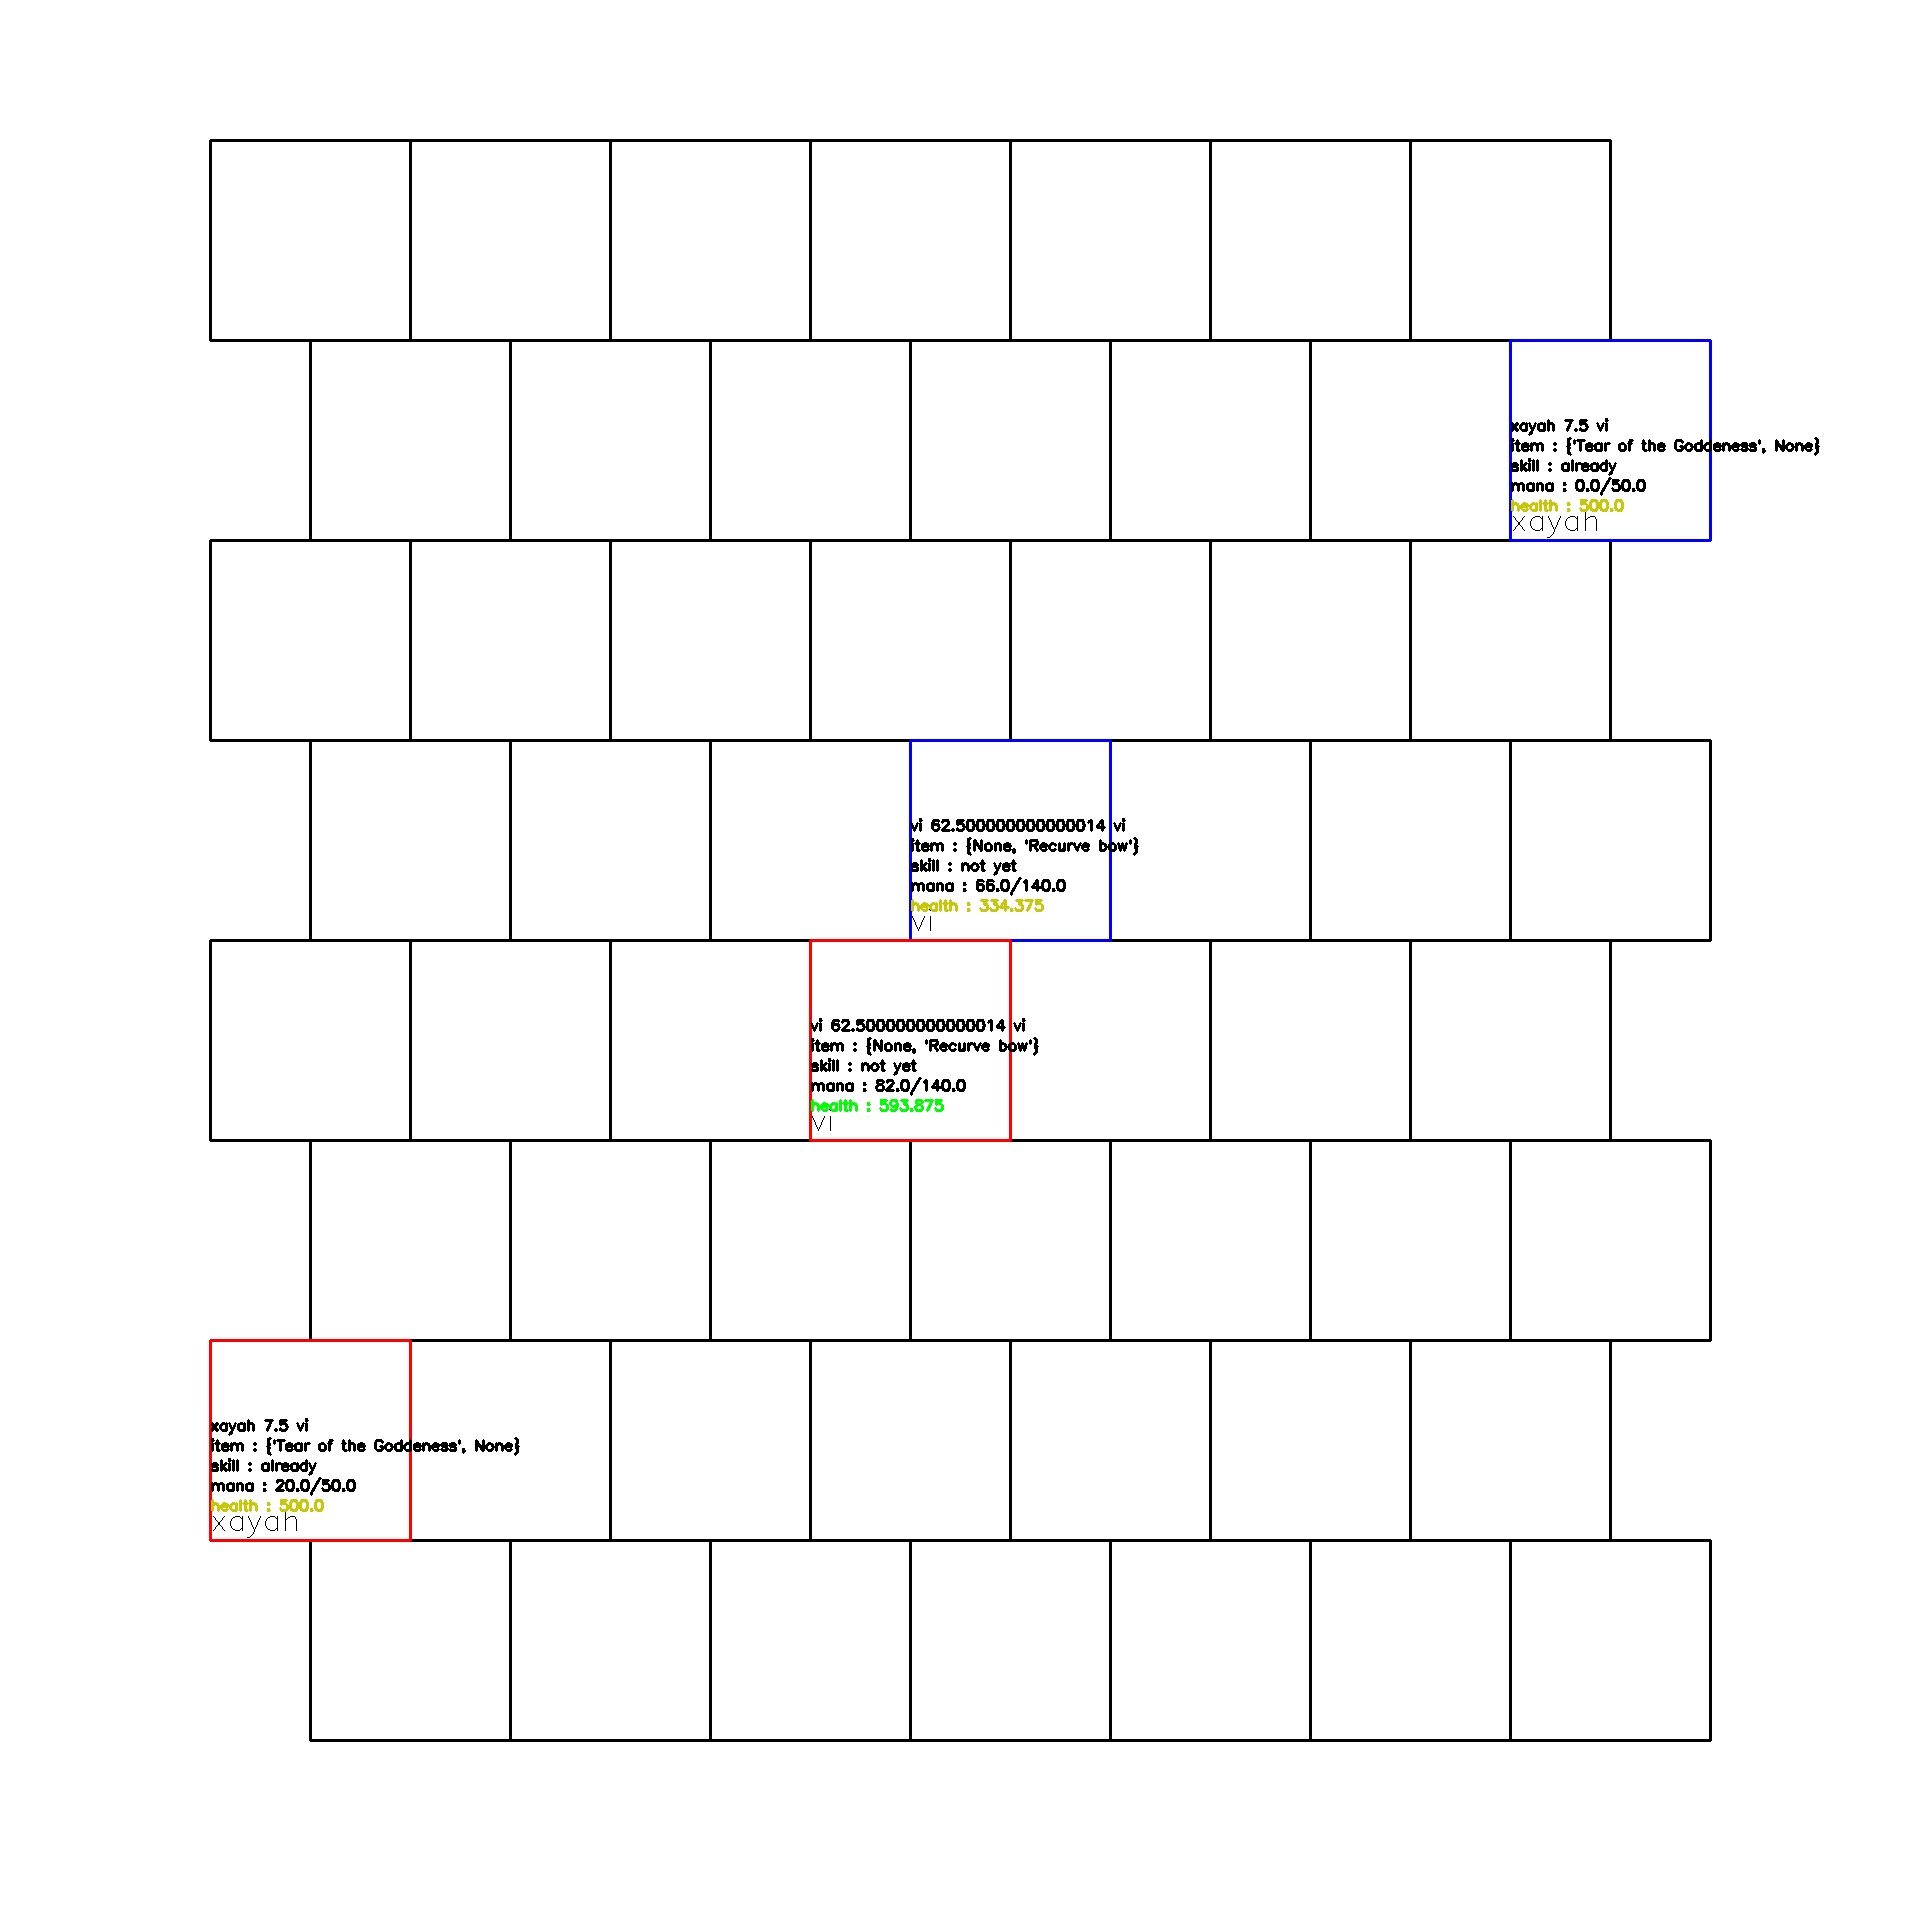 xayah 7.5 vi
item : {'Tear of the Goddeness', None}
skill : already
mana : 0.0/50.0
health : 500.0
xayah
vi 62.500000000000014 vi
item : {None, 'Recurve bow'}
skill : not yet
mana : 66.0/140.0
health : 334.375
vi
vi 62.500000000000014 vi
item : {None, 'Recurve bow'}
skill : not yet
mana : 82.0/140.0
health : 593.875
vi
xayah 7.5 vi
item : {'Tear of the Goddeness', None}
skill : already
mana : 20.0/50.0
health : 500.0
xayah